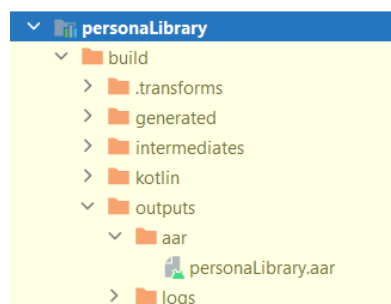 personaLibrary
build
.transforms
generated
intermediates
kotlin
outputs
aar
personaLibrary.aar
logs